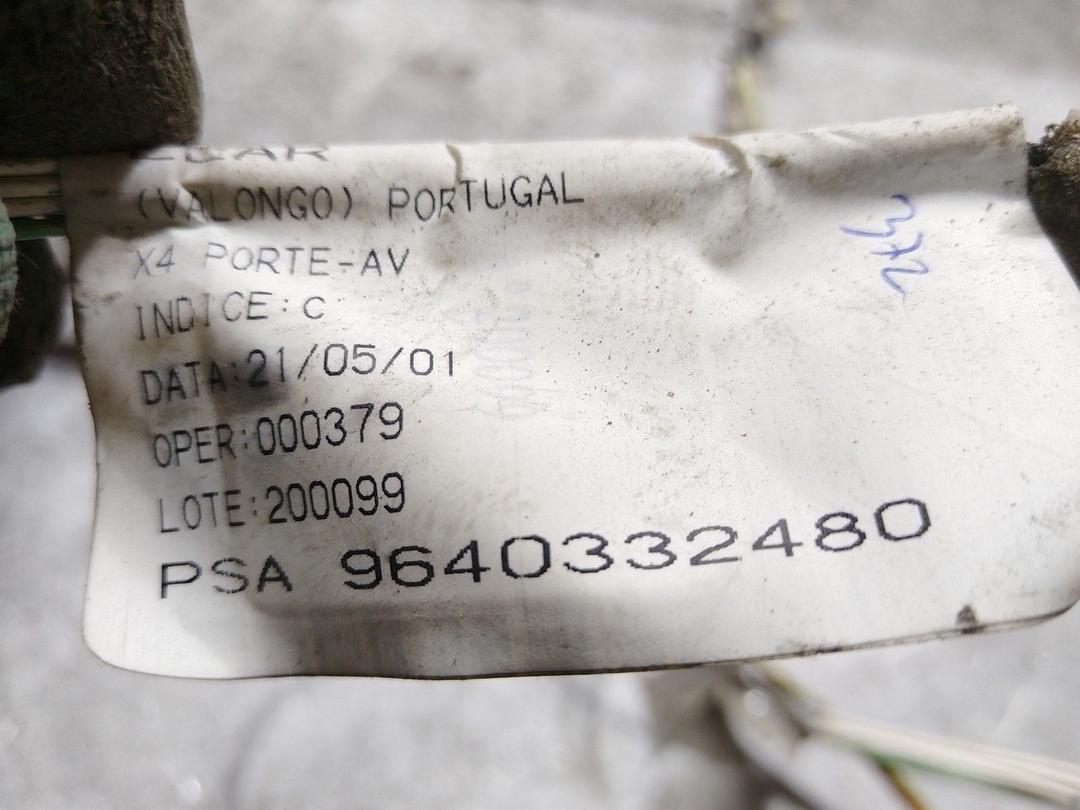 (VALONGO) PORTUGAL
X4 PORTE-AV
INDICE: C
DATA:21/05/01
OPER:000379
LOTE:200099
PSA 9640332480